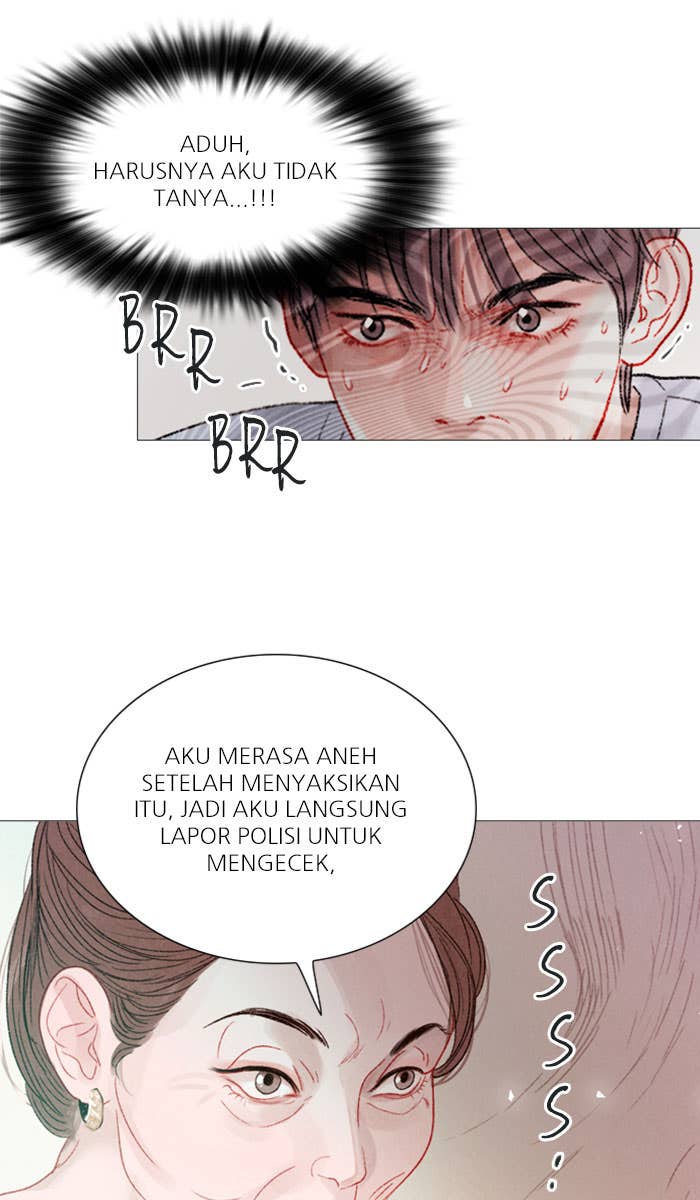 ADUH,
HARUSNYA AKU TIDAK
TANYA...!!!
BRR
BRR
AKU MERASA ANEH
SETELAH MENYAKSIKAN
ITU, JADI AKU LANGSUNG
LAPOR POLISI UNTUK
MENGECEK,
SSSS